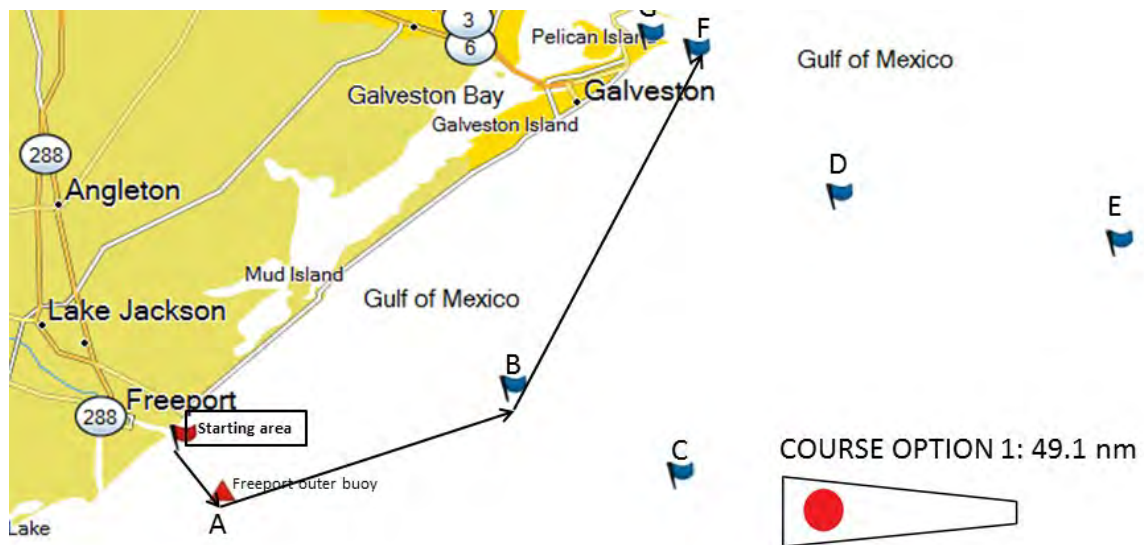 3
6
G
F
Pelican Islan
Gulf of Mexico
Galveston Bay
Galveston
Galveston Island
288
Angleton
D
E
Mud Island
Gulf of Mexico
Lake Jackson
B
Freeport
288
Starting area
C
COURSE OPTION 1: 49.1 nm
Freeport outer buoy
A
Lake